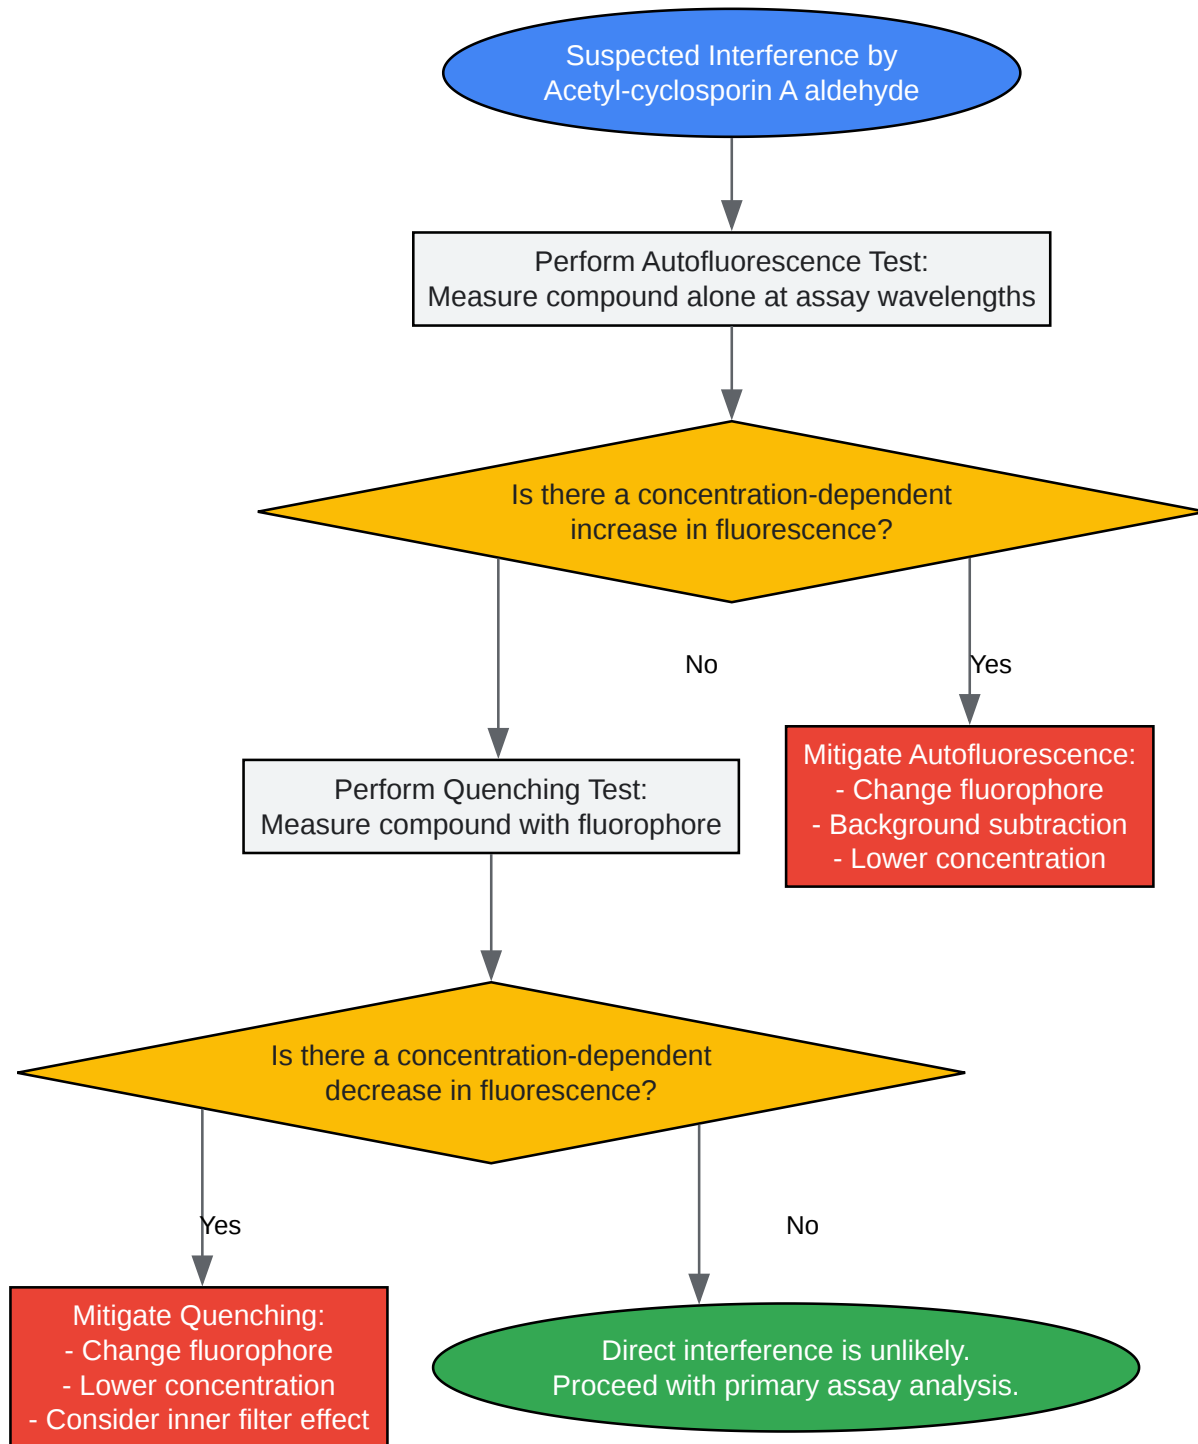 Suspected Interference by
Acetyl-cyclosporin A aldehyde
Perform Autofluorescence Test:
Measure compound alone at assay wavelengths
Is there a concentration-dependent
increase in fluorescence?
No
Yes
Perform Quenching Test:
Measure compound with fluorophore
Mitigate Autofluorescence:
- Change fluorophore
- Background subtraction
- Lower concentration
Is there a concentration-dependent
decrease in fluorescence?
Yes
No
Mitigate Quenching:
- Change fluorophore
- Lower concentration
- Consider inner filter effect
Direct interference is unlikely.
Proceed with primary assay analysis.